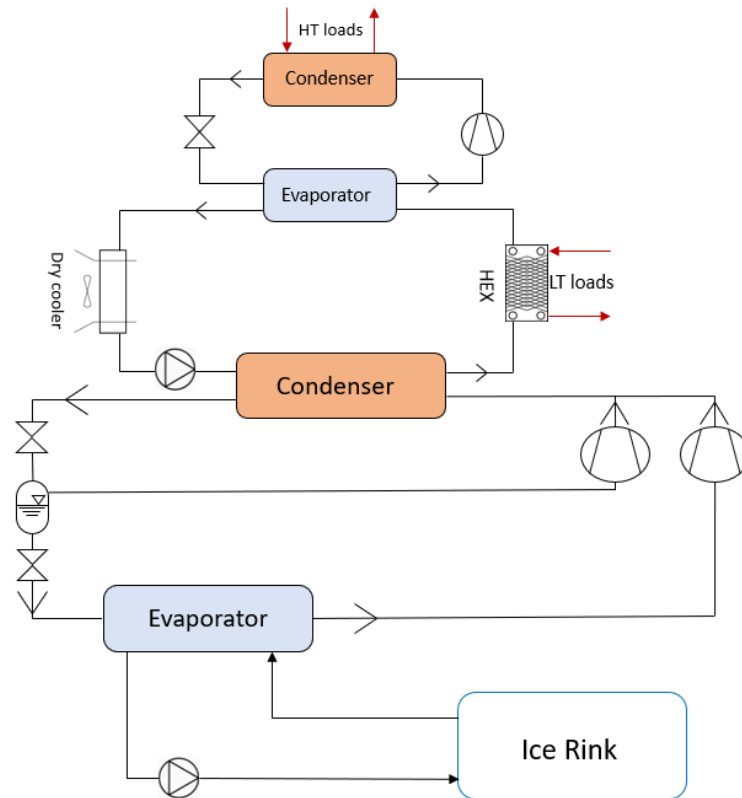 HT loads
Condenser
Evaporator
Dry cooler
HEX
LT loads
Condenser
Evaporator
Ice Rink